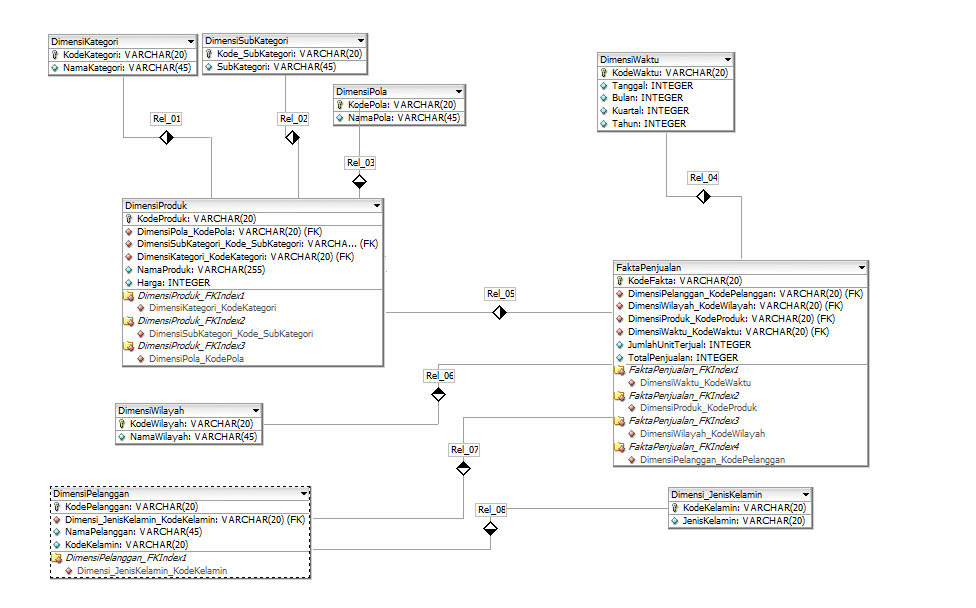 DimensiKategori
KodeKategori: VARCHAR(20)
NamaKategori: VARCHAR(45)
DimensiSubKategori
Kode_SubKategori: VARCHAR(20)
SubKategori: VARCHAR(45)
DimensiPola
KodePola: VARCHAR(20)
NamaPola: VARCHAR(45)
DimensiWaktu
KodeWaktu: VARCHAR(20)
Tanggal: INTEGER
Bulan: INTEGER
Kuartal: INTEGER
Tahun: INTEGER
Rel_01
Rel_02
Rel_03
Rel_04
DimensiProduk
KodeProduk: VARCHAR(20)
DimensiPola_KodePola: VARCHAR(20) (FK)
DimensiSubKategori_Kode_SubKategori: VARCHA... (FK)
DimensiKategori_KodeKategori: VARCHAR(20) (FK)
NamaProduk: VARCHAR(255)
Harga: INTEGER
DimensiProduk_FKIndex1
DimensiKategori_KodeKategori
DimensiProduk_FKIndex2
DimensiSubKategori_Kode_SubKategori
DimensiProduk_FKIndex3
DimensiPola_KodePola
Rel_05
FaktaPenjualan
KodeFakta: VARCHAR(20)
DimensiPelanggan_KodePelanggan: VARCHAR(20) (FK)
DimensiWilayah_KodeWilayah: VARCHAR(20) (FK)
DimensiProduk_KodeProduk: VARCHAR(20) (FK)
DimensiWaktu_KodeWaktu: VARCHAR(20) (FK)
JumlahUnitTerjual: INTEGER
TotalPenjualan: INTEGER
FaktaPenjualan_FKIndex1
DimensiWaktu_KodeWaktu
FaktaPenjualan_FKIndex2
DimensiProduk_KodeProduk
FaktaPenjualan_FKIndex3
DimensiWilayah_KodeWilayah
FaktaPenjualan_FKIndex4
DimensiPelanggan_KodePelanggan
Rel_06
DimensiWilayah
KodeWilayah: VARCHAR(20)
NamaWilayah: VARCHAR(45)
Rel_07
DimensiPelanggan
KodePelanggan: VARCHAR(20)
Dimensi_JenisKelamin_KodeKelamin: VARCHAR(20) (FK)
NamaPelanggan: VARCHAR(45)
KodeKelamin: VARCHAR(20)
DimensiPelanggan_FKIndex1
Dimensi_JenisKelamin_KodeKelamin
Rel_08
Dimensi_JenisKelamin
KodeKelamin: VARCHAR(20)
JenisKelamin: VARCHAR(20)